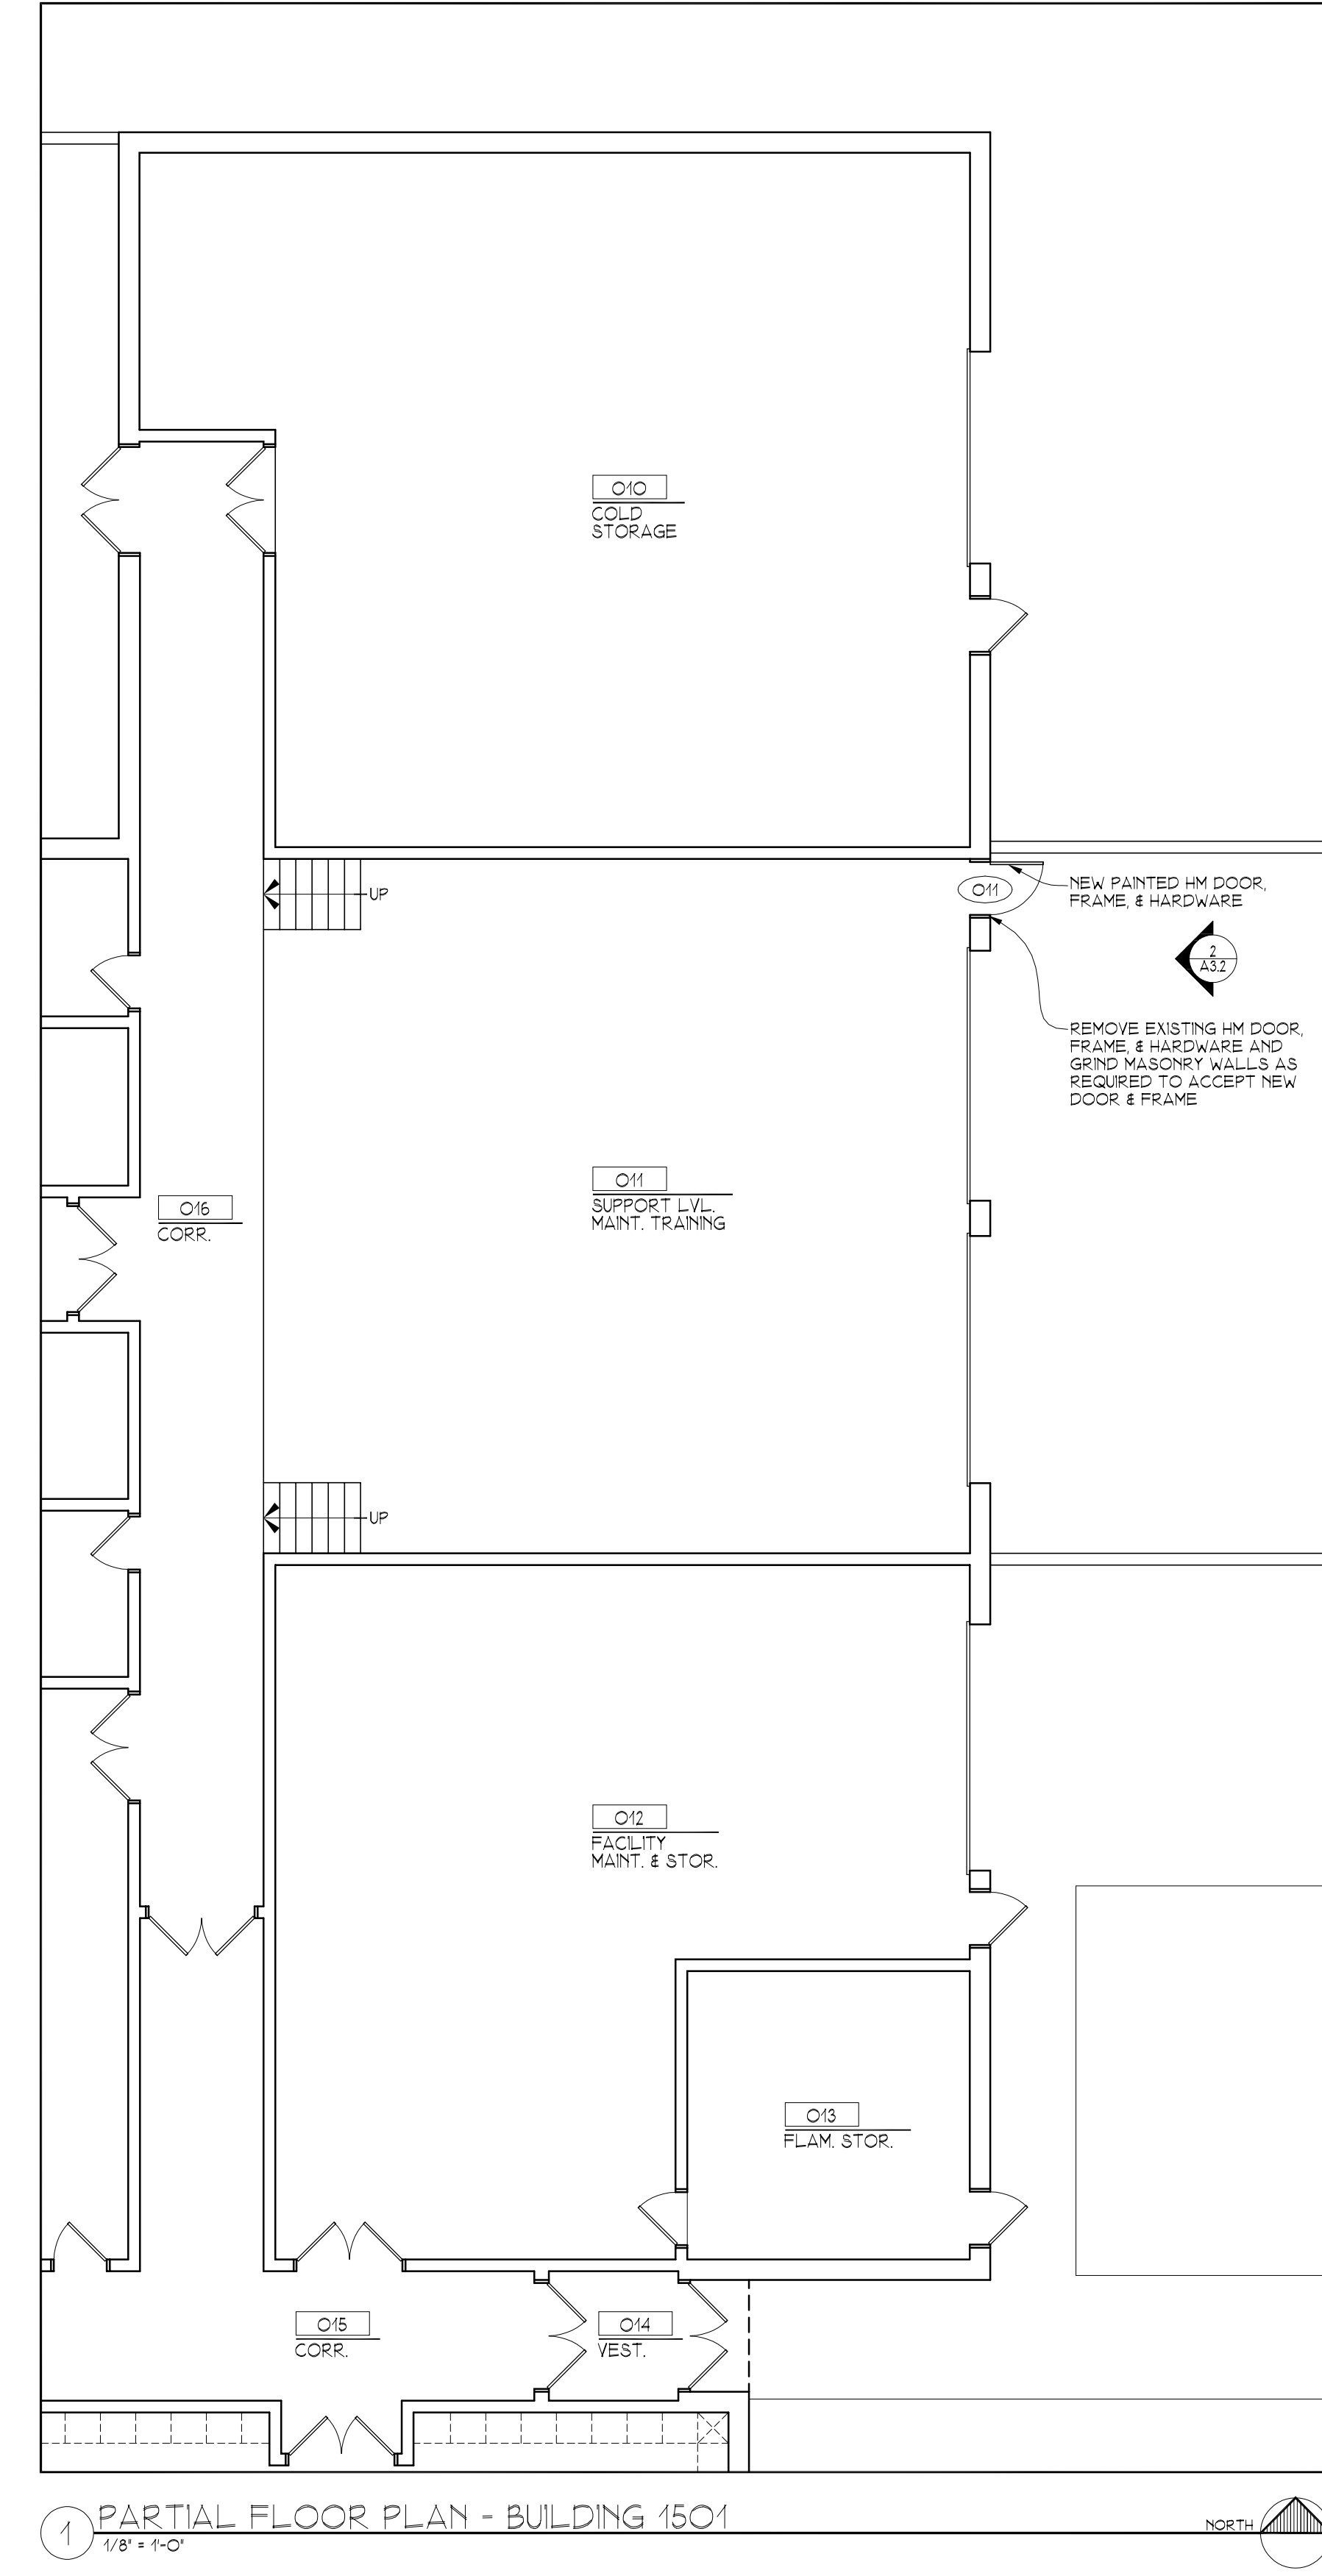 010
COLD
STORAGE
UP
011
NEW PAINTED HM DOOR,
FRAME, & HARDWARE
2
A3.2
REMOVE EXISTING HM DOOR,
FRAME, & HARDWARE AND
GRIND MASONRY WALLS AS
REQUIRED TO ACCEPT NEW
DOOR & FRAME
011
SUPPORT LVL.
MAINT. TRAINING
016
CORR.
UP
012
FACILITY
MAINT. & STOR.
013
FLAM. STOR.
015
CORR.
014
VEST.
1
PARTIAL FLOOR PLAN - BUILDING 1501
1/8" = 1'-0"
NORTH